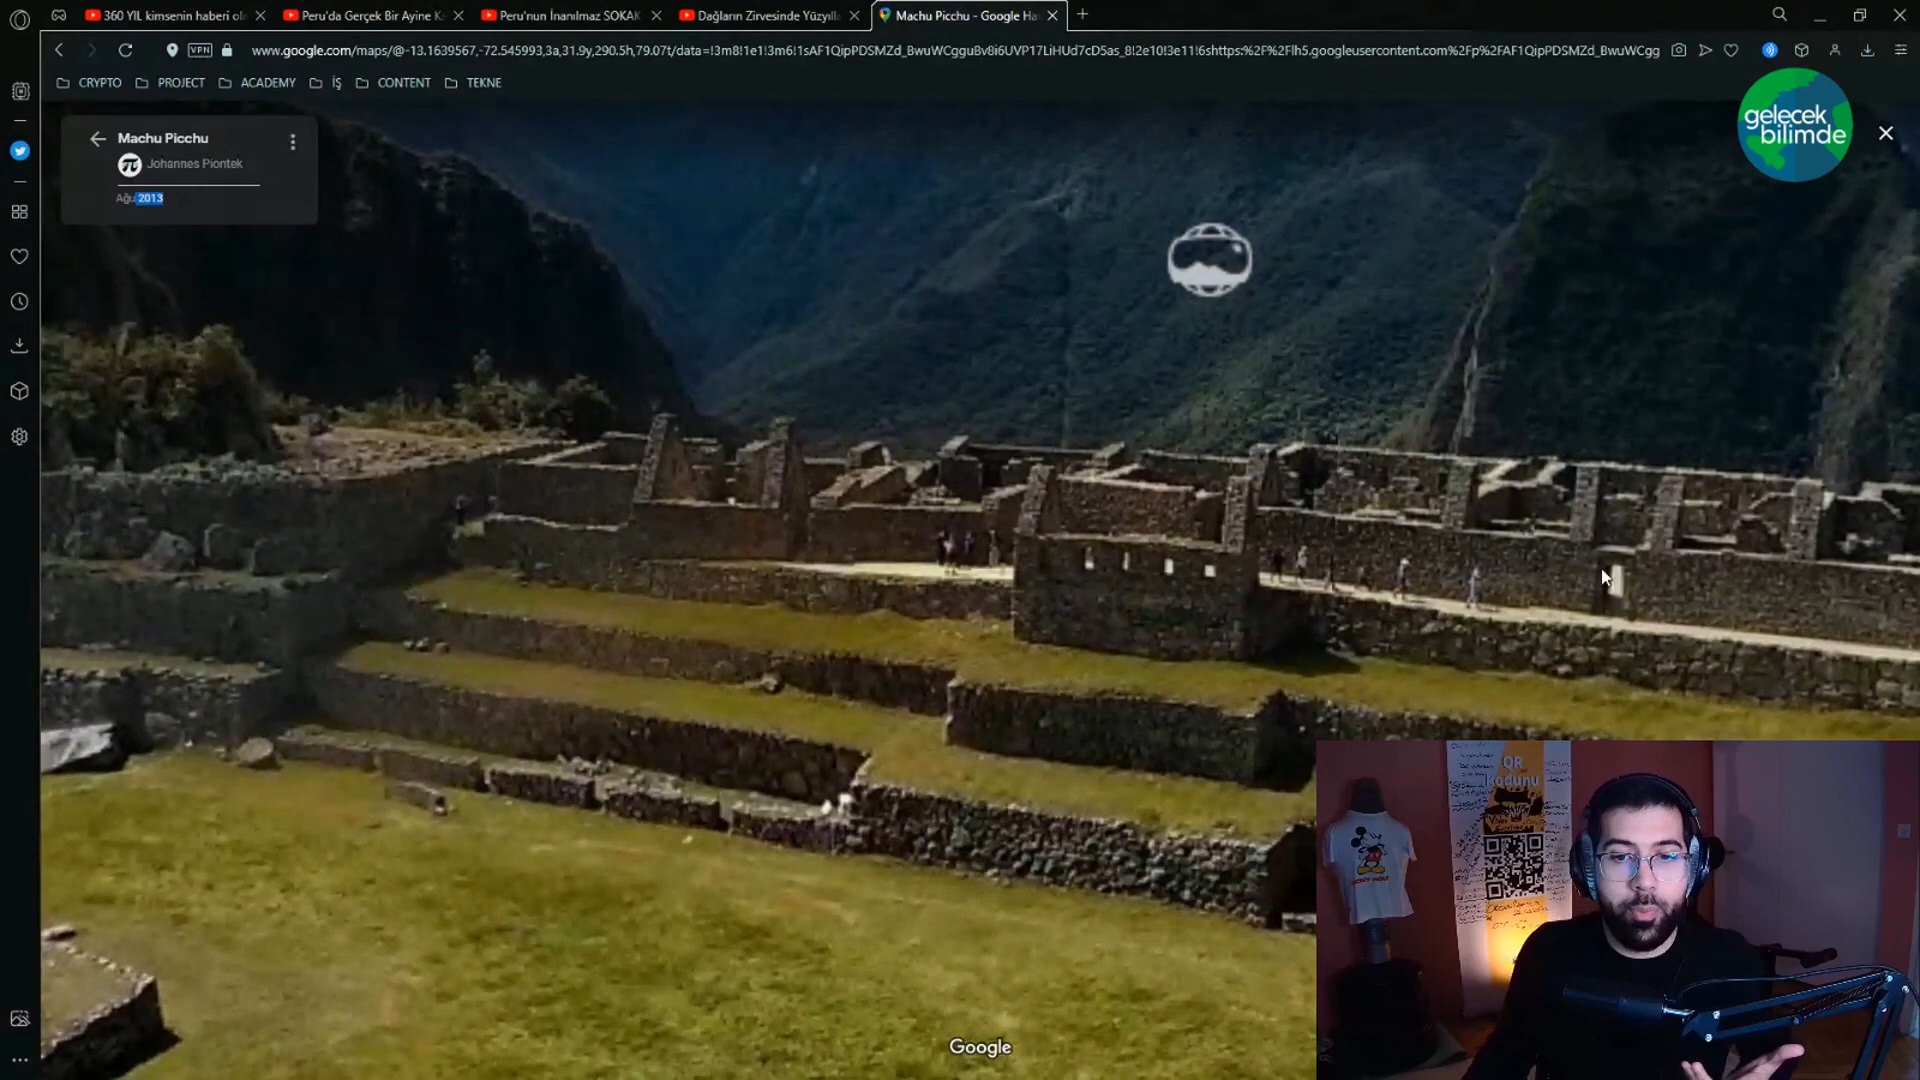 360 YIL kimsenin haberi ol
Peru'da Gerçek Bir Ayine K
Peru'nun İnanılmaz SOKAK
Dağların Zirvesinde Yüzyıll
Machu Picchu - Google Ha
VPN
www.google.com/maps/@-13.1639567,-72.545993,3a,31.9y,290.5h,79.07t/data=!3m8!1e1!3m6!1sAF1QipPDSMZd_BwuWCgguBv8i6UVP17LiHUd7cD5as_8!2e10!3e11!6shttps:%2F%2Flh5.googleusercontent.com%2Fp%2FAF1QipPDSMZd_BwuWCgg
CRYPTO
PROJECT
ACADEMY
İŞ
CONTENT
TEKNE
gelecek
bilimde
Machu Picchu
Johannes Piontek
Ağu 2013
QR
Kodunu
Google